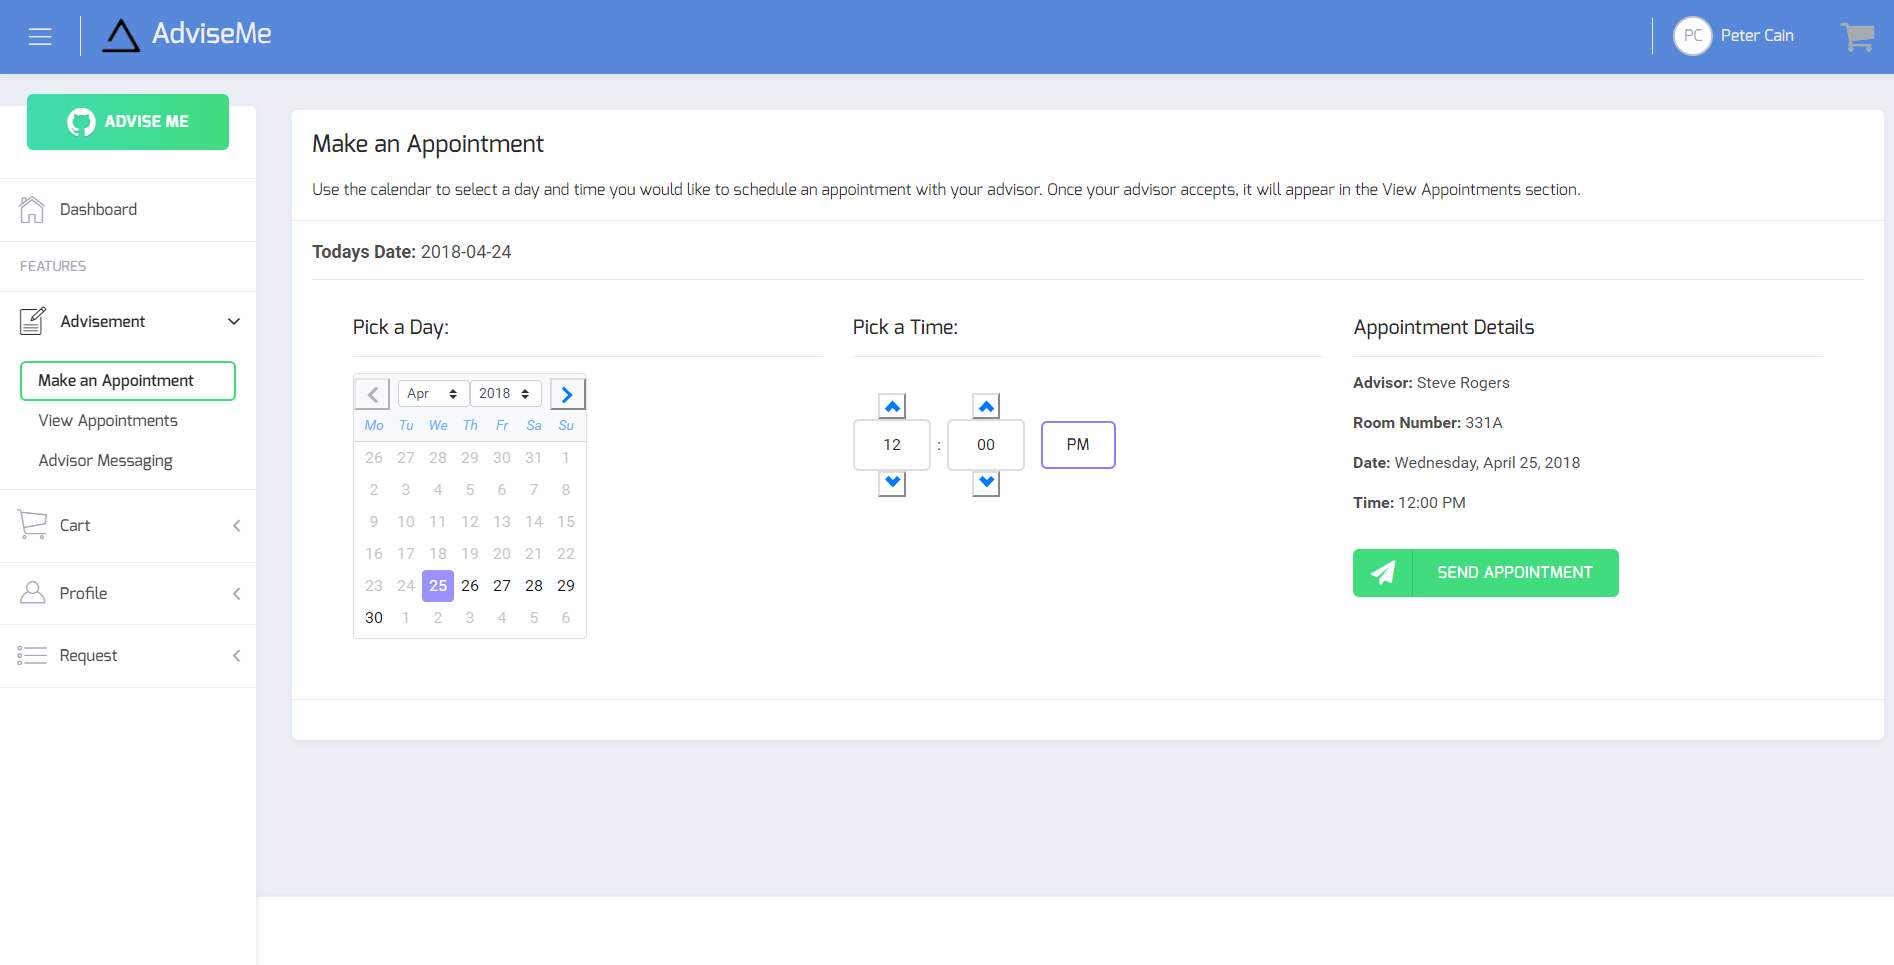 AdviseMe
PC Peter Cain
ADVISE ME
Dashboard
FEATURES
Advisement
Make an Appointment
View Appointments
Advisor Messaging
Cart
Profile
Request
Make an Appointment
Use the calendar to select a day and time you would like to schedule an appointment with your advisor. Once your advisor accepts, it will appear in the View Appointments section.
Todays Date: 2018-04-24
Pick a Day:
Apr 2018
Mo Tu We Th Fr Sa Su
26 27 28 29 30 31 1
2 3 4 5 6 7 8
9 10 11 12 13 14 15
16 17 18 19 20 21 22
23 24 25 26 27 28 29
30 1 2 3 4 5 6
Pick a Time:
12 : 00 PM
Appointment Details
Advisor: Steve Rogers
Room Number: 331A
Date: Wednesday, April 25, 2018
Time: 12:00 PM
SEND APPOINTMENT